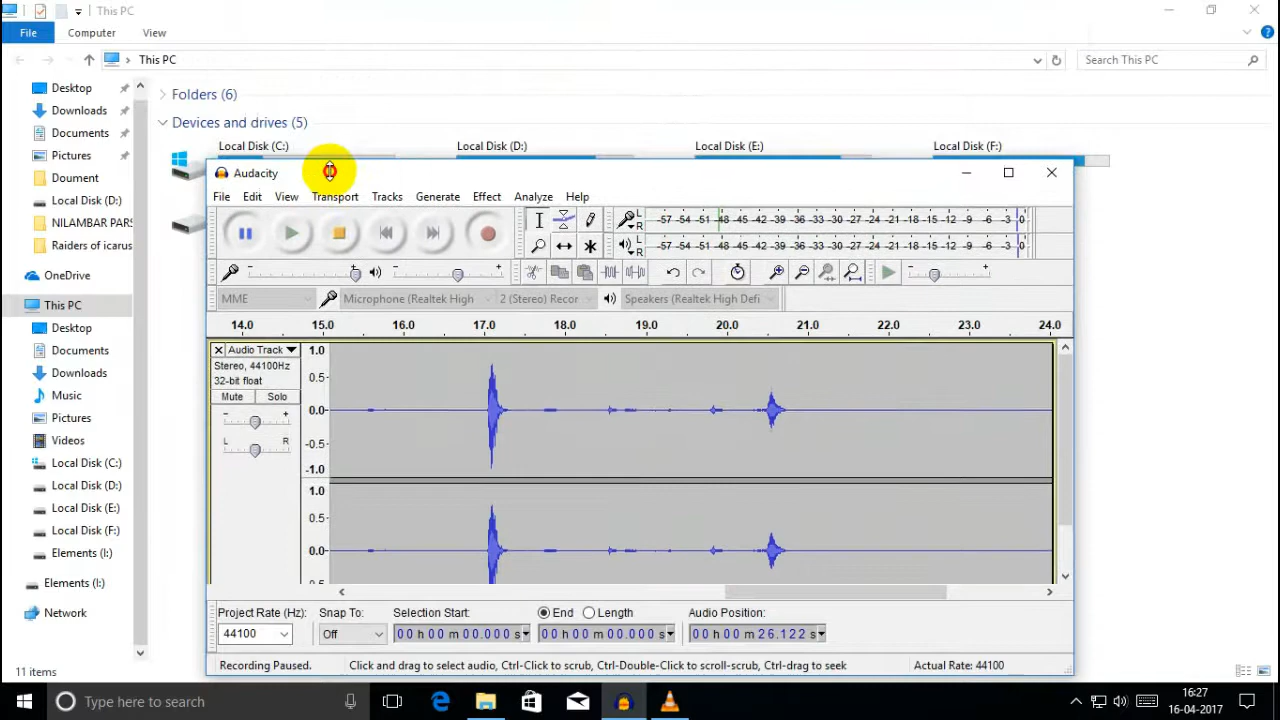 This PC
File Computer View
This PC Search This PC
Desktop
Downloads
Documents
Pictures
Doument
Local Disk (D:)
NILAMBAR PARS
Raiders of icarus
OneDrive
This PC
Desktop
Documents
Downloads
Music
Pictures
Videos
Local Disk (C:)
Local Disk (D:)
Local Disk (E:)
Local Disk (F:)
Elements (I:)
Elements (I:)
Network
11 items
Folders (6)
Devices and drives (5)
Local Disk (C:) Local Disk (D:) Local Disk (E:) Local Disk (F:)
Audacity
File Edit View Transport Tracks Generate Effect Analyze Help
L R -57 -54 -51 -48 -45 -42 -39 -36 -33 -30 -27 -24 -21 -18 -15 -12 -9 -6 -3 0
L R -57 -54 -51 -48 -45 -42 -39 -36 -33 -30 -27 -24 -21 -18 -15 -12 -9 -6 -3 0
MME Microphone (Realtek High 2 (Stereo) Recor Speakers (Realtek High Defi
14.0 15.0 16.0 17.0 18.0 19.0 20.0 21.0 22.0 23.0 24.0
Audio Track
Stereo, 44100Hz
32-bit float
Mute Solo
- +
L R
1.0
0.5
0.0
-0.5
-1.0
1.0
0.5
0.0
Project Rate (Hz): Snap To: Selection Start: End Length Audio Position:
44100 Off 00 h 00 m 00.000 s 00 h 00 m 00.000 s 00 h 00 m 26.122 s
Recording Paused. Click and drag to select audio, Ctrl-Click to scrub, Ctrl-Double-Click to scroll-scrub, Ctrl-drag to seek Actual Rate: 44100
Type here to search
16:27
16-04-2017